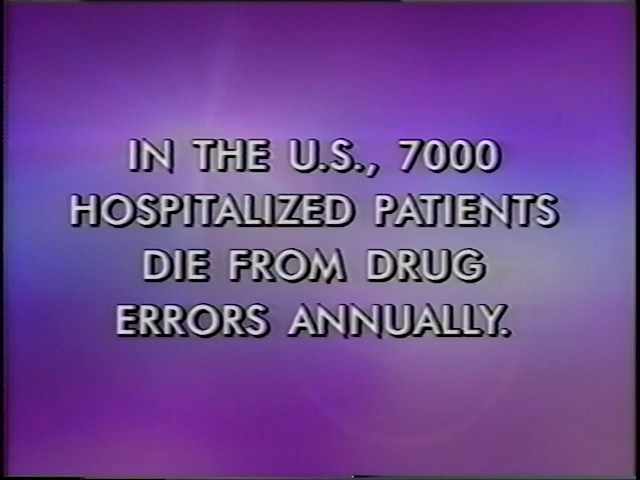 IN THE U.S., 7000
HOSPITALIZED PATIENTS
DIE FROM DRUG
ERRORS ANNUALLY.